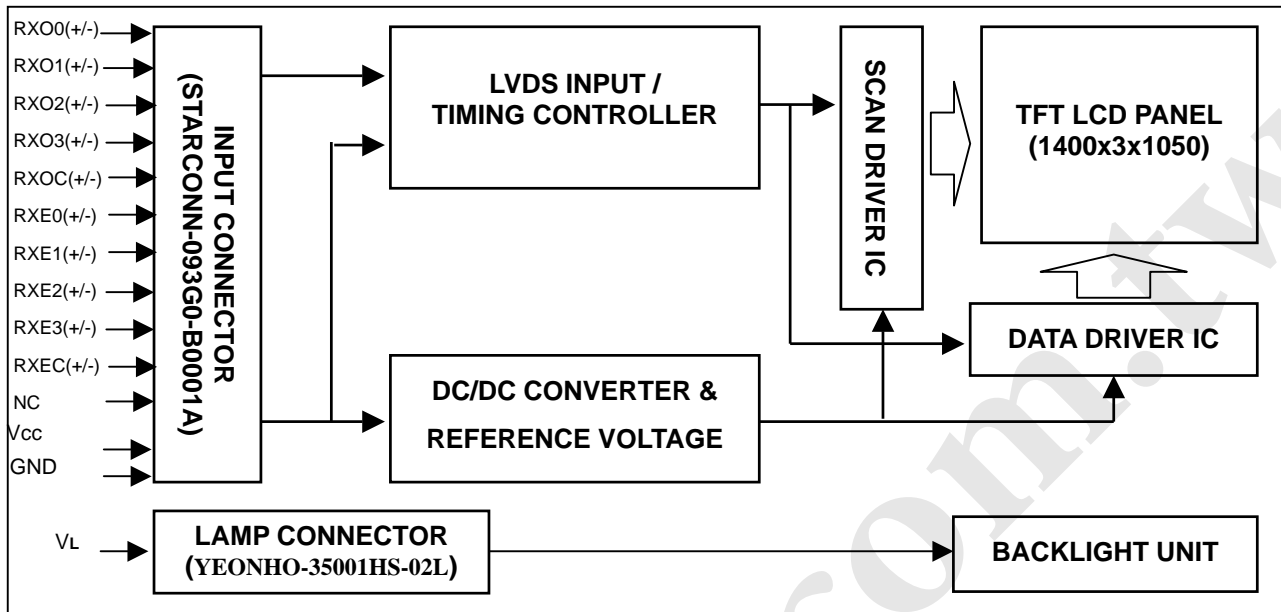 RXO0(+/-)
RXO1(+/-)
RXO2(+/-)
RXO3(+/-)
RXOC(+/-)
RXE0(+/-)
RXE1(+/-)
RXE2(+/-)
RXE3(+/-)
RXEC(+/-)
NC
Vcc
GND
INPUT CONNECTOR
(STARCONN-093G0-B0001A)
LVDS INPUT /
TIMING CONTROLLER
DC/DC CONVERTER &
REFERENCE VOLTAGE
SCAN DRIVER IC
TFT LCD PANEL
(1400x3x1050)
DATA DRIVER IC
VL
LAMP CONNECTOR
(YEONHO-35001HS-02L)
BACKLIGHT UNIT
com.tw